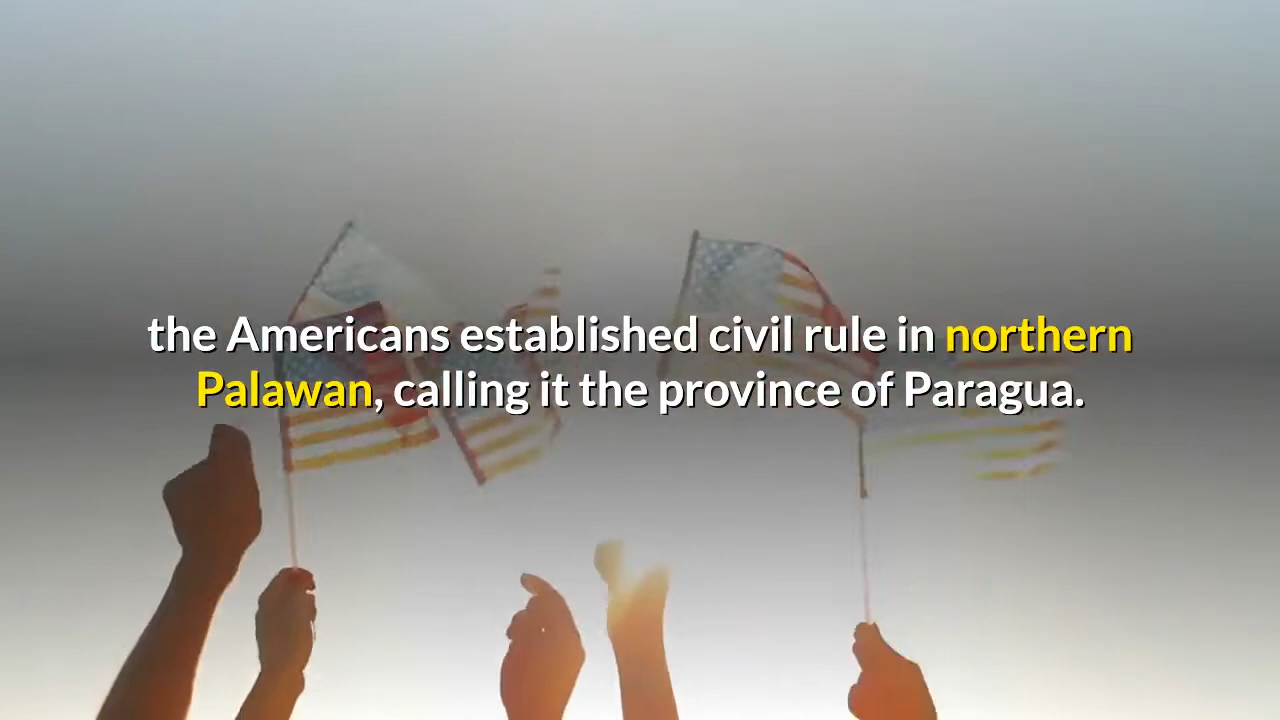 the Americans established civil rule in northern
Palawan, calling it the province of Paragua.